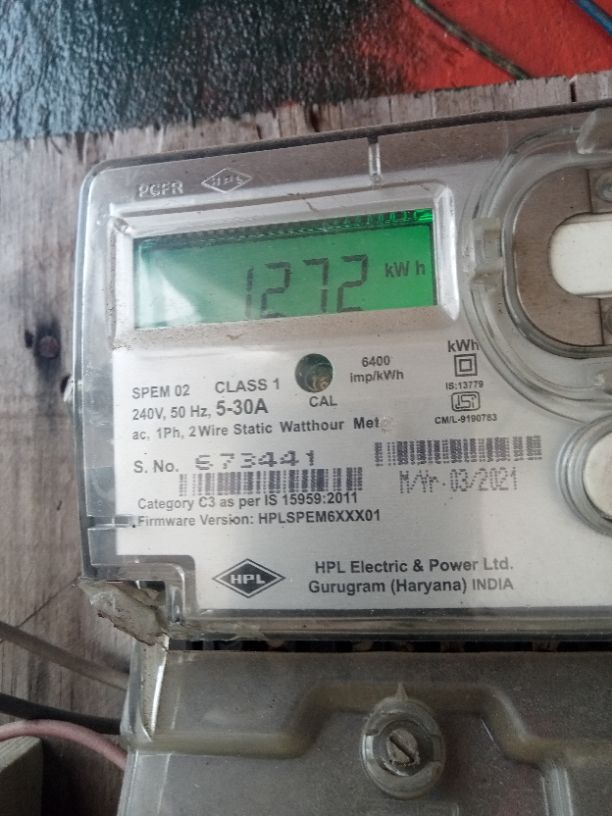 PCFR HPL
1272 kWh
6400
imp/kWh
kWh
IS:13779
ISI
CM/L-9190783
SPEM 02 CLASS 1
CAL
240V, 50 Hz, 5-30A
ac, 1Ph, 2 Wire Static Watthour Met
S. No. 673441
M/Yr-03/2021
Category C3 as per IS 15959:2011
Firmware Version: HPLSPEM6XXX01
HPL
HPL Electric & Power Ltd.
Gurugram (Haryana) INDIA